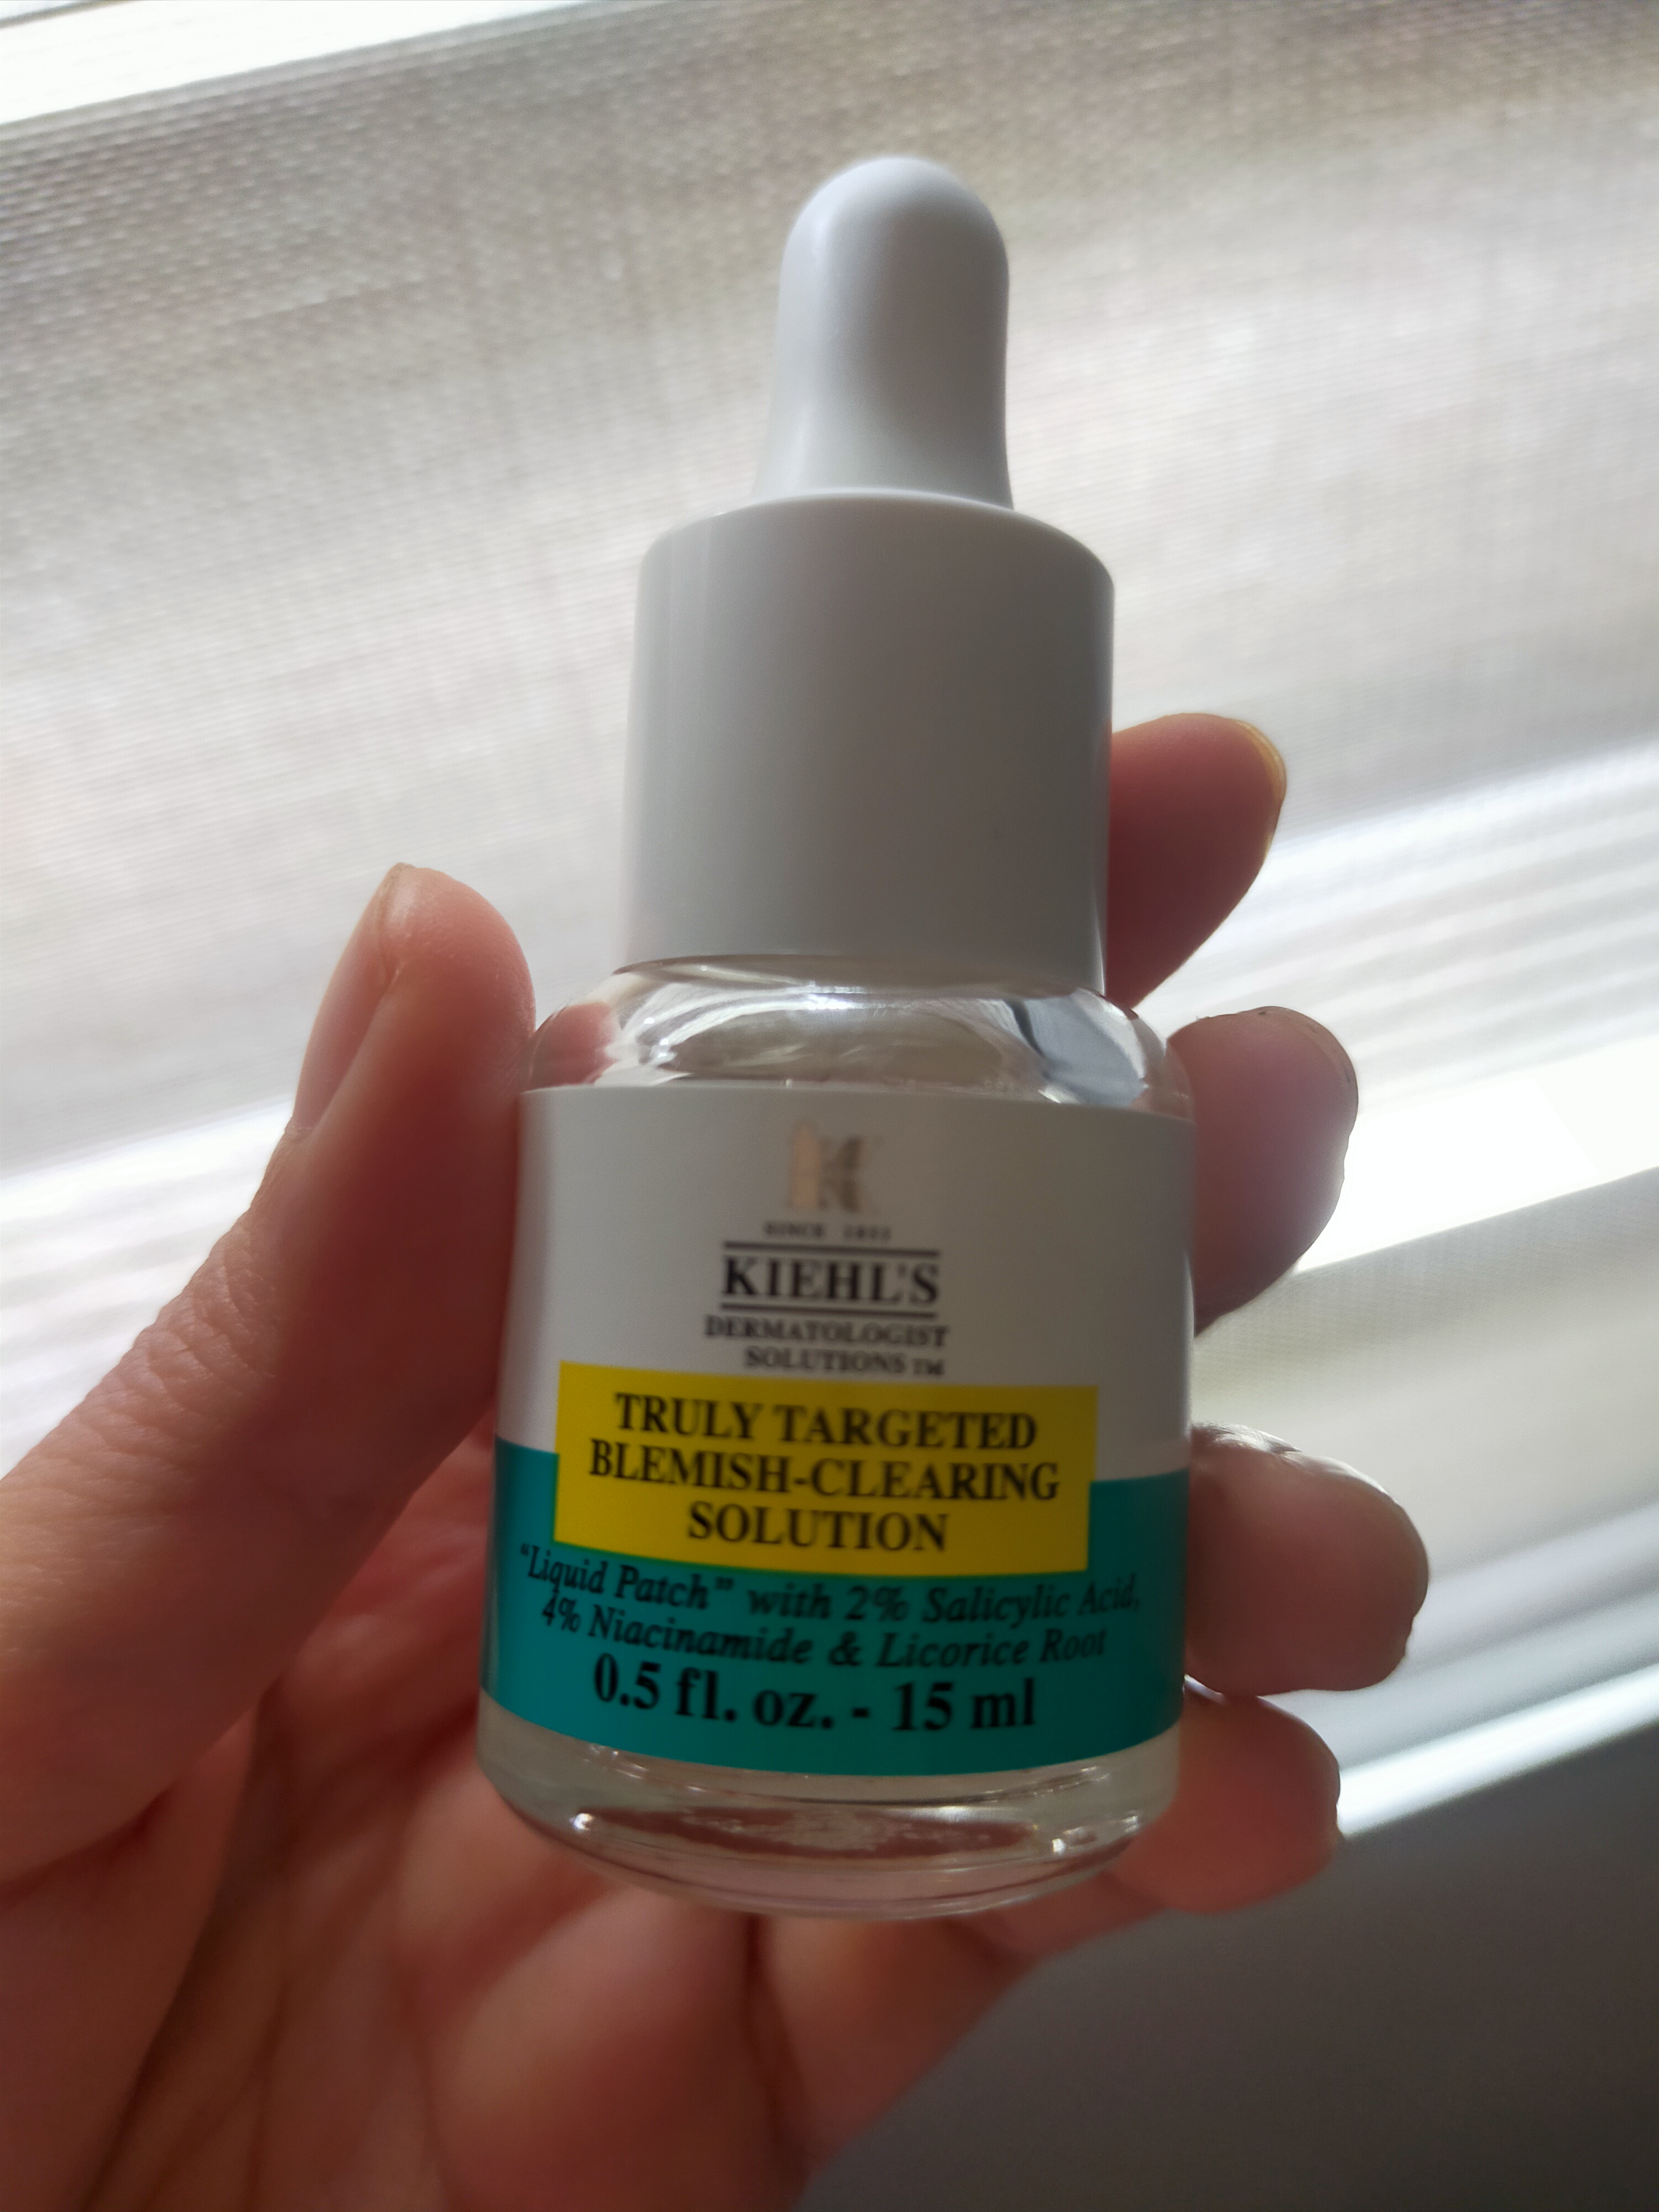 K
SINCE 1851
KIEHL'S
DERMATOLOGIST
SOLUTIONS™
TRULY TARGETED
BLEMISH-CLEARING
SOLUTION
“Liquid Patch” with 2% Salicylic Acid,
4% Niacinamide & Licorice Root
0.5 fl. oz. - 15 ml